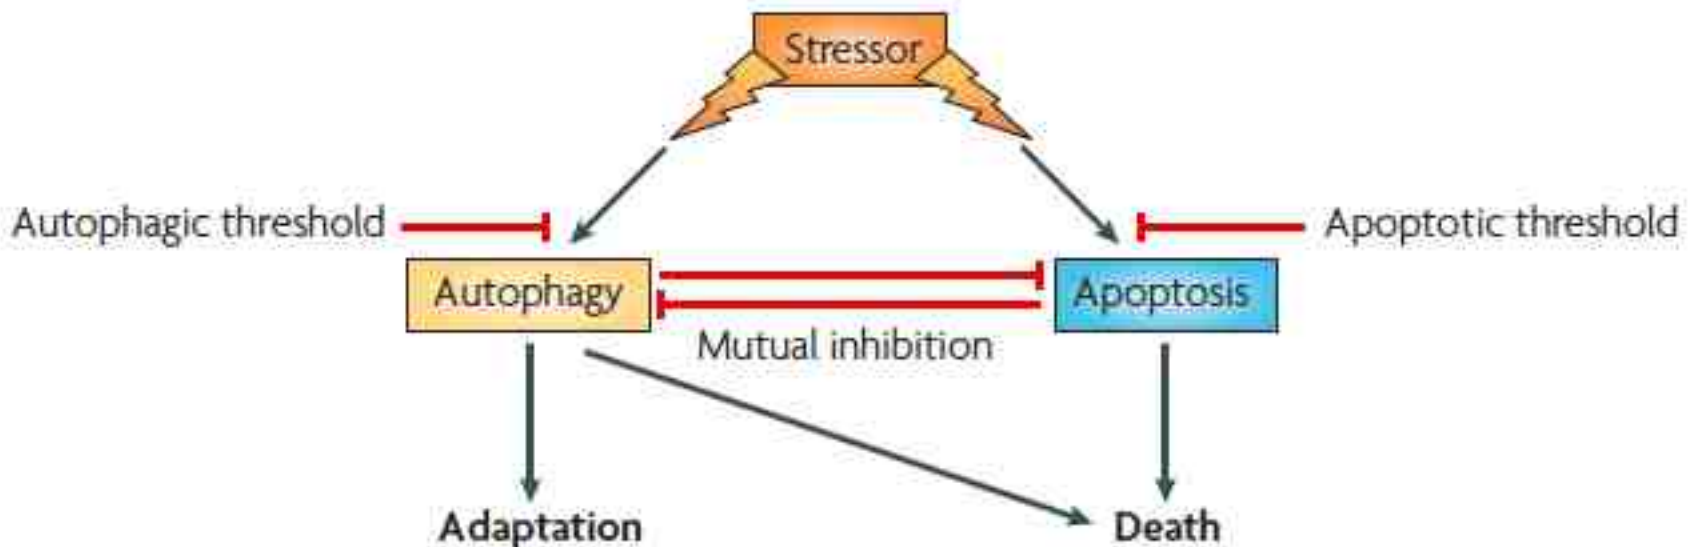 Stressor
Autophagic threshold
Apoptotic threshold
Autophagy
Apoptosis
Mutual inhibition
Adaptation
Death